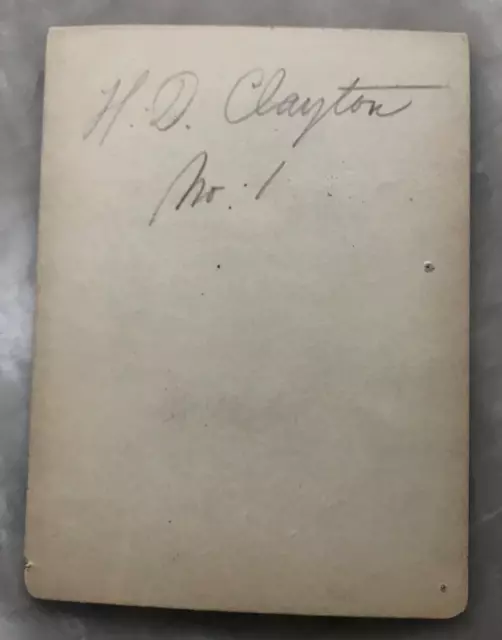 H. D. Clayton
No. 1